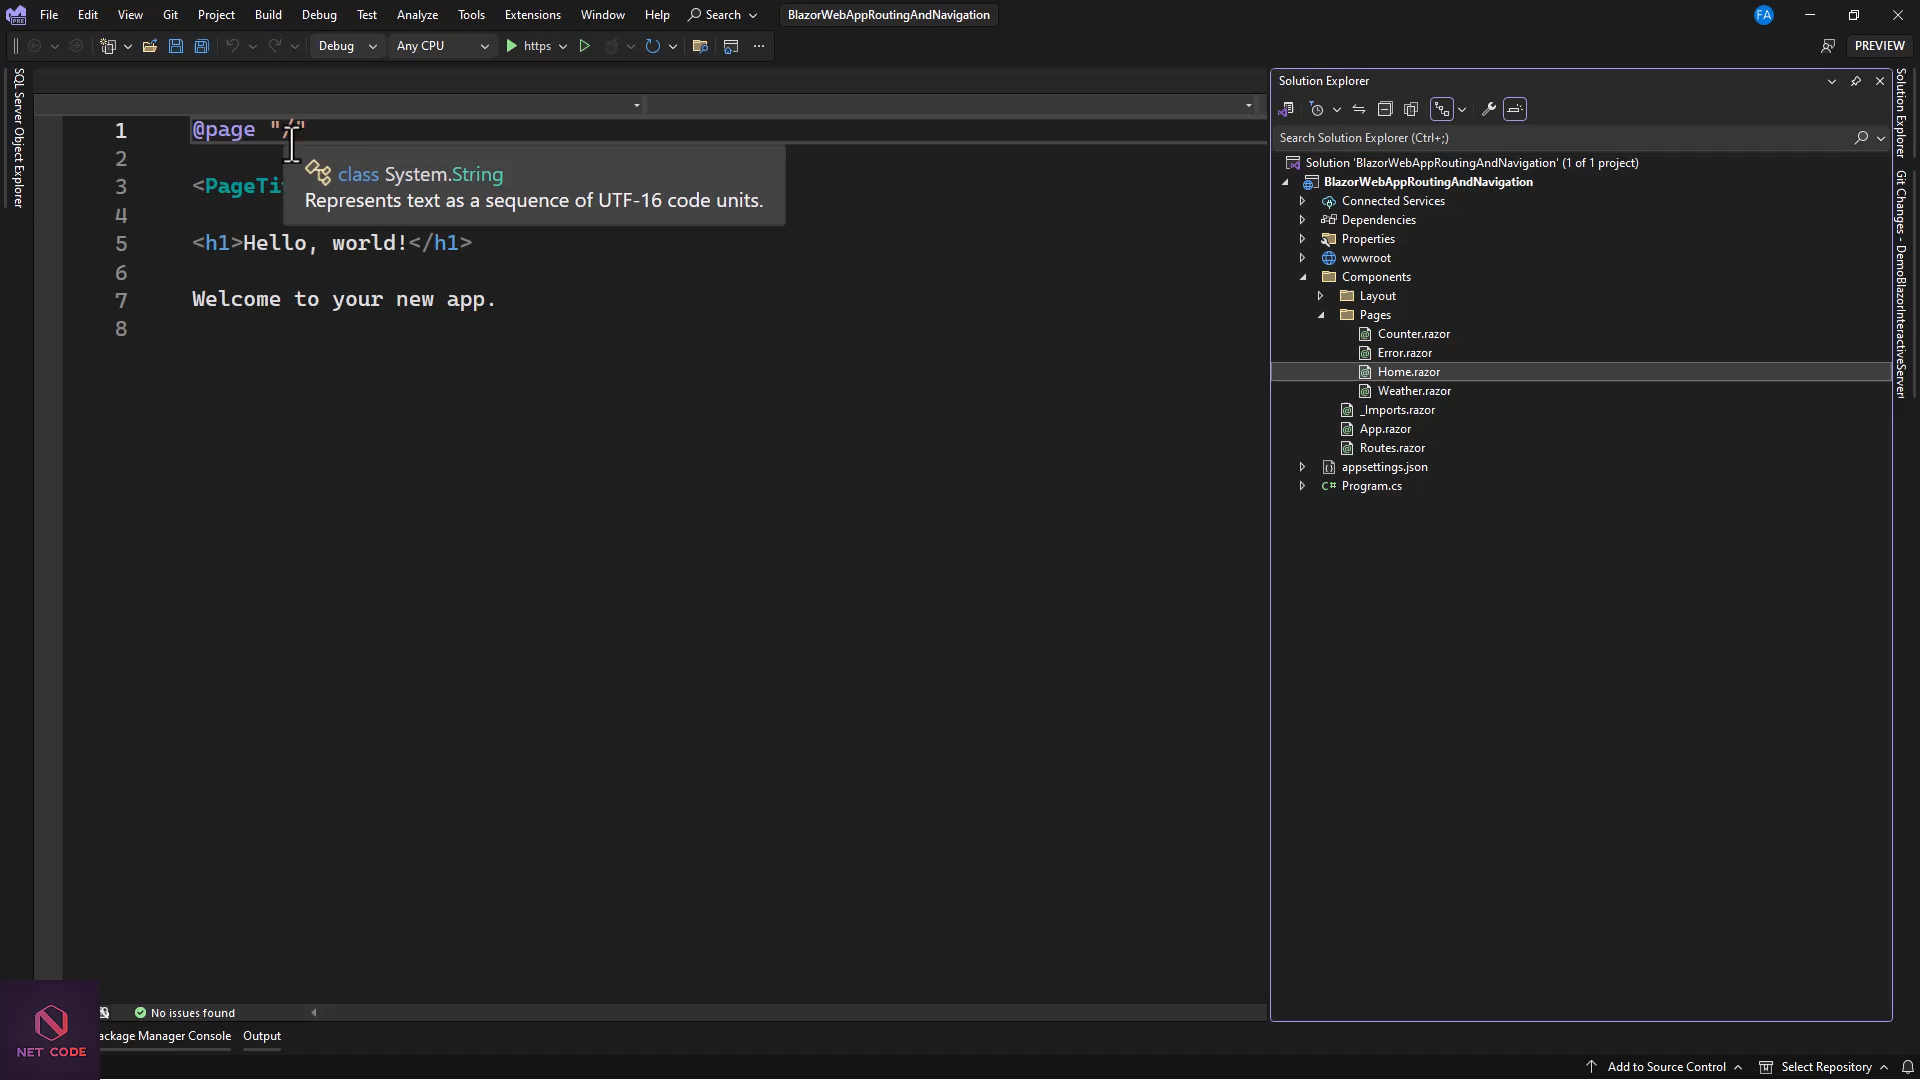 File Edit View Git Project Build Debug Test Analyze Tools Extensions Window Help Search BlazorWebAppRoutingAndNavigation FA
Debug Any CPU https PREVIEW
SQL Server Object Explorer
1 @page "/"
2
3 <PageTi
class System.String
Represents text as a sequence of UTF-16 code units.
4
5 <h1>Hello, world!</h1>
6
7 Welcome to your new app.
8
Solution Explorer
Search Solution Explorer (Ctrl+;)
Solution 'BlazorWebAppRoutingAndNavigation' (1 of 1 project)
BlazorWebAppRoutingAndNavigation
Connected Services
Dependencies
Properties
wwwroot
Components
Layout
Pages
Counter.razor
Error.razor
Home.razor
Weather.razor
_Imports.razor
App.razor
Routes.razor
appsettings.json
C# Program.cs
Solution Explorer
Git Changes - DemoBlazorInteractiveServerI
No issues found
ackage Manager Console Output
NET CODE
Add to Source Control Select Repository